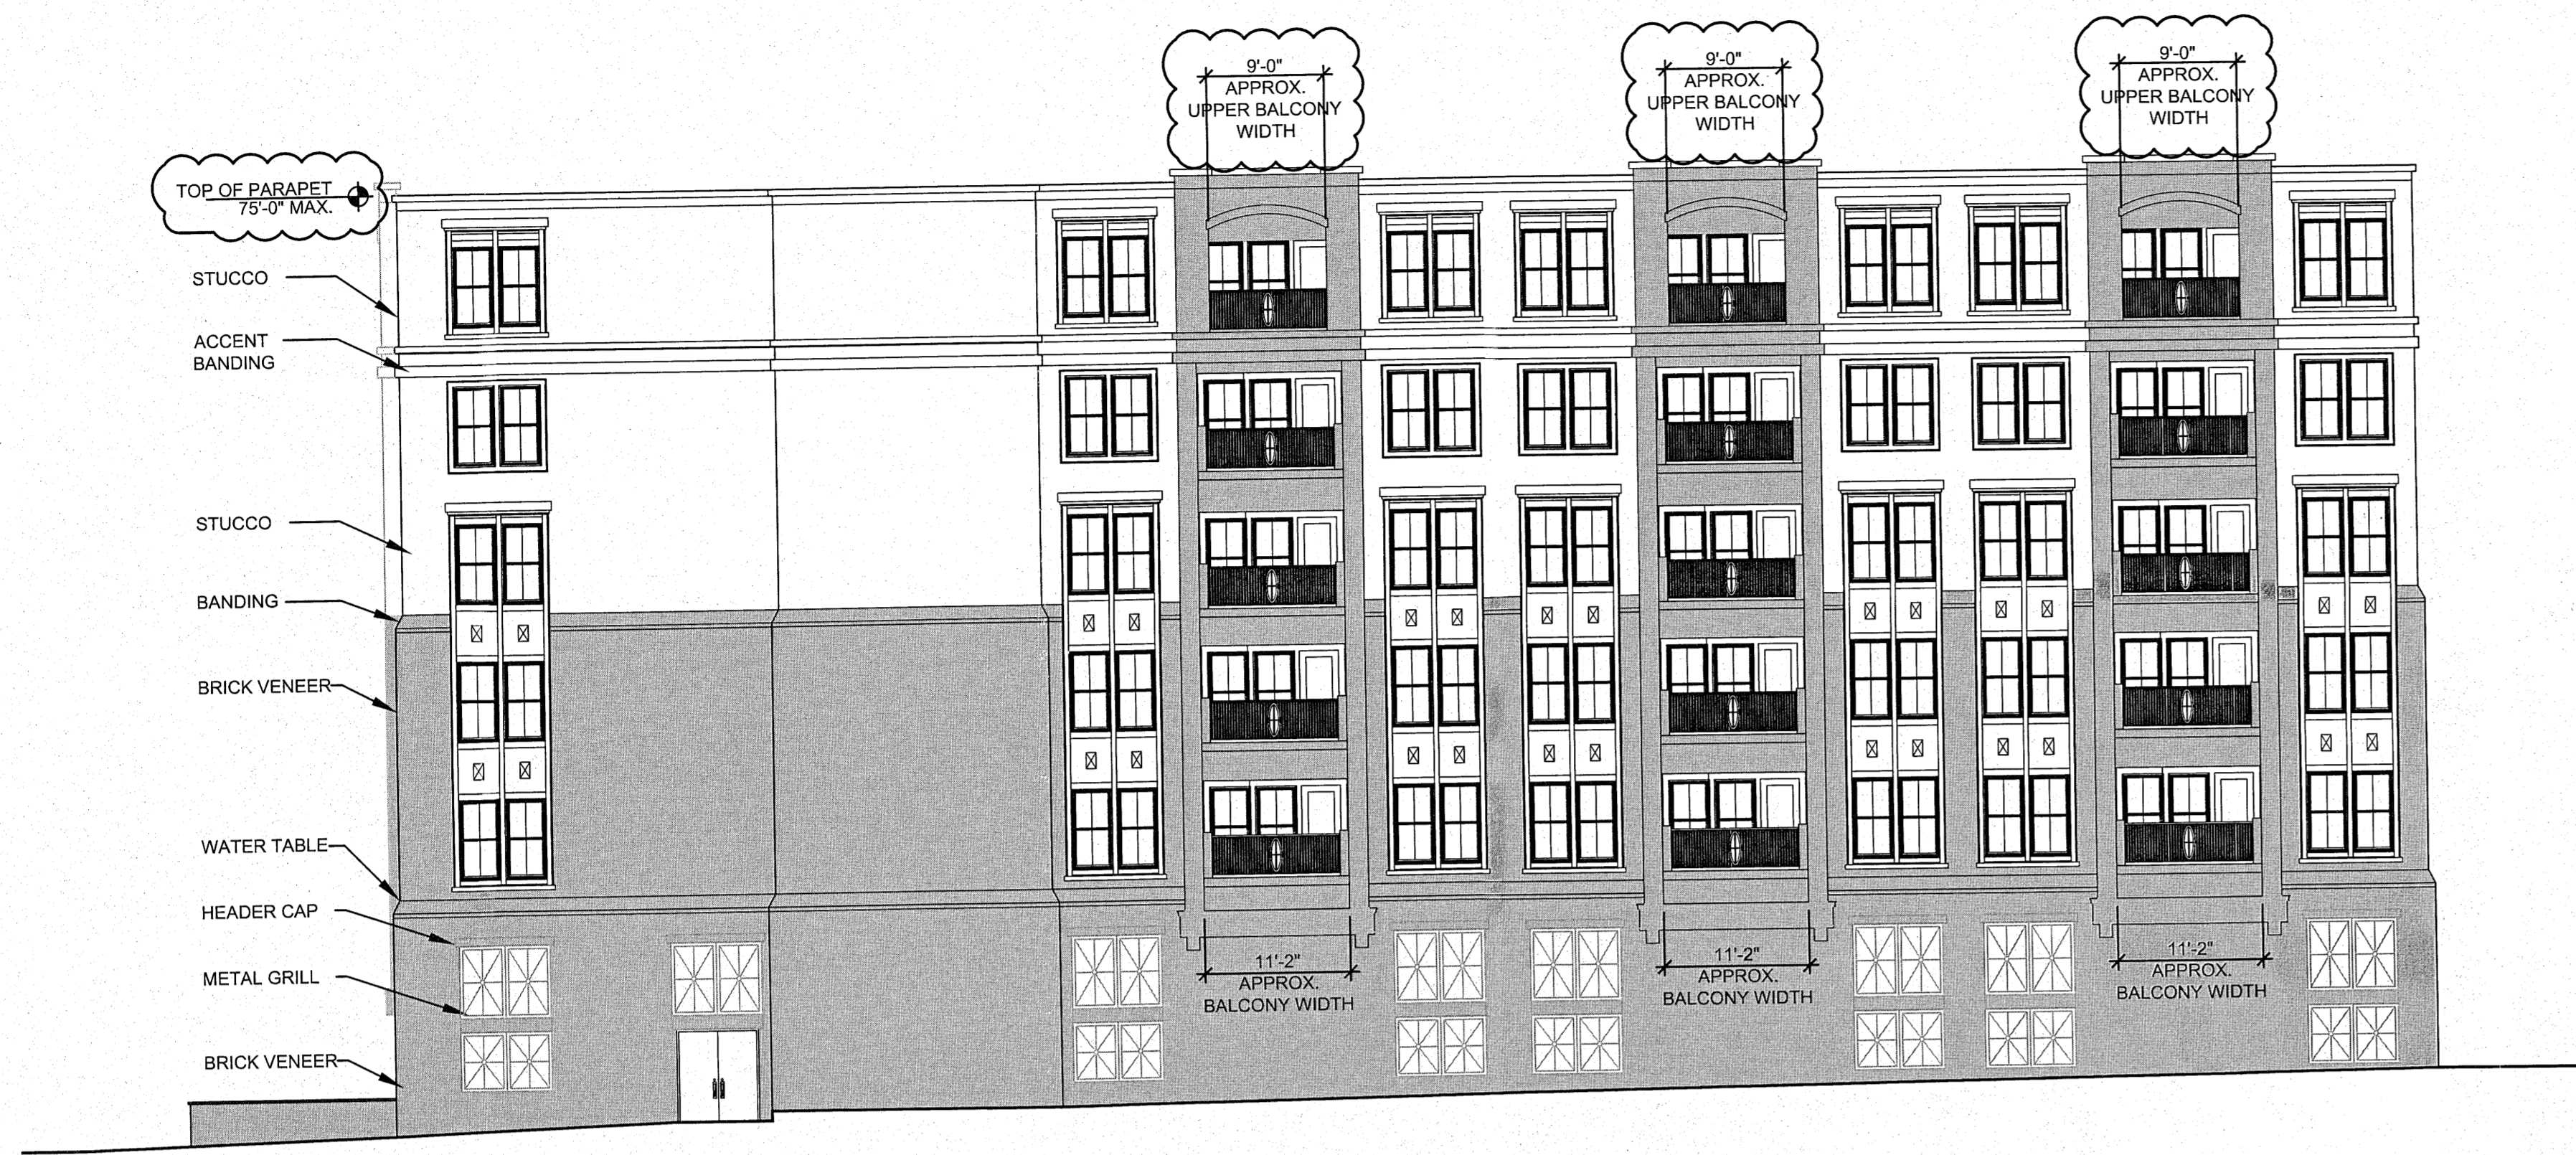 9'-0"
APPROX.
UPPER BALCONY
WIDTH
9'-0"
APPROX.
UPPER BALCONY
WIDTH
9'-0"
APPROX.
UPPER BALCONY
WIDTH
TOP OF PARAPET
75'-0" MAX.
STUCCO
ACCENT
BANDING
STUCCO
BANDING
BRICK VENEER
WATER TABLE
HEADER CAP
METAL GRILL
BRICK VENEER
11'-2"
APPROX.
BALCONY WIDTH
11'-2"
APPROX.
BALCONY WIDTH
11'-2"
APPROX.
BALCONY WIDTH